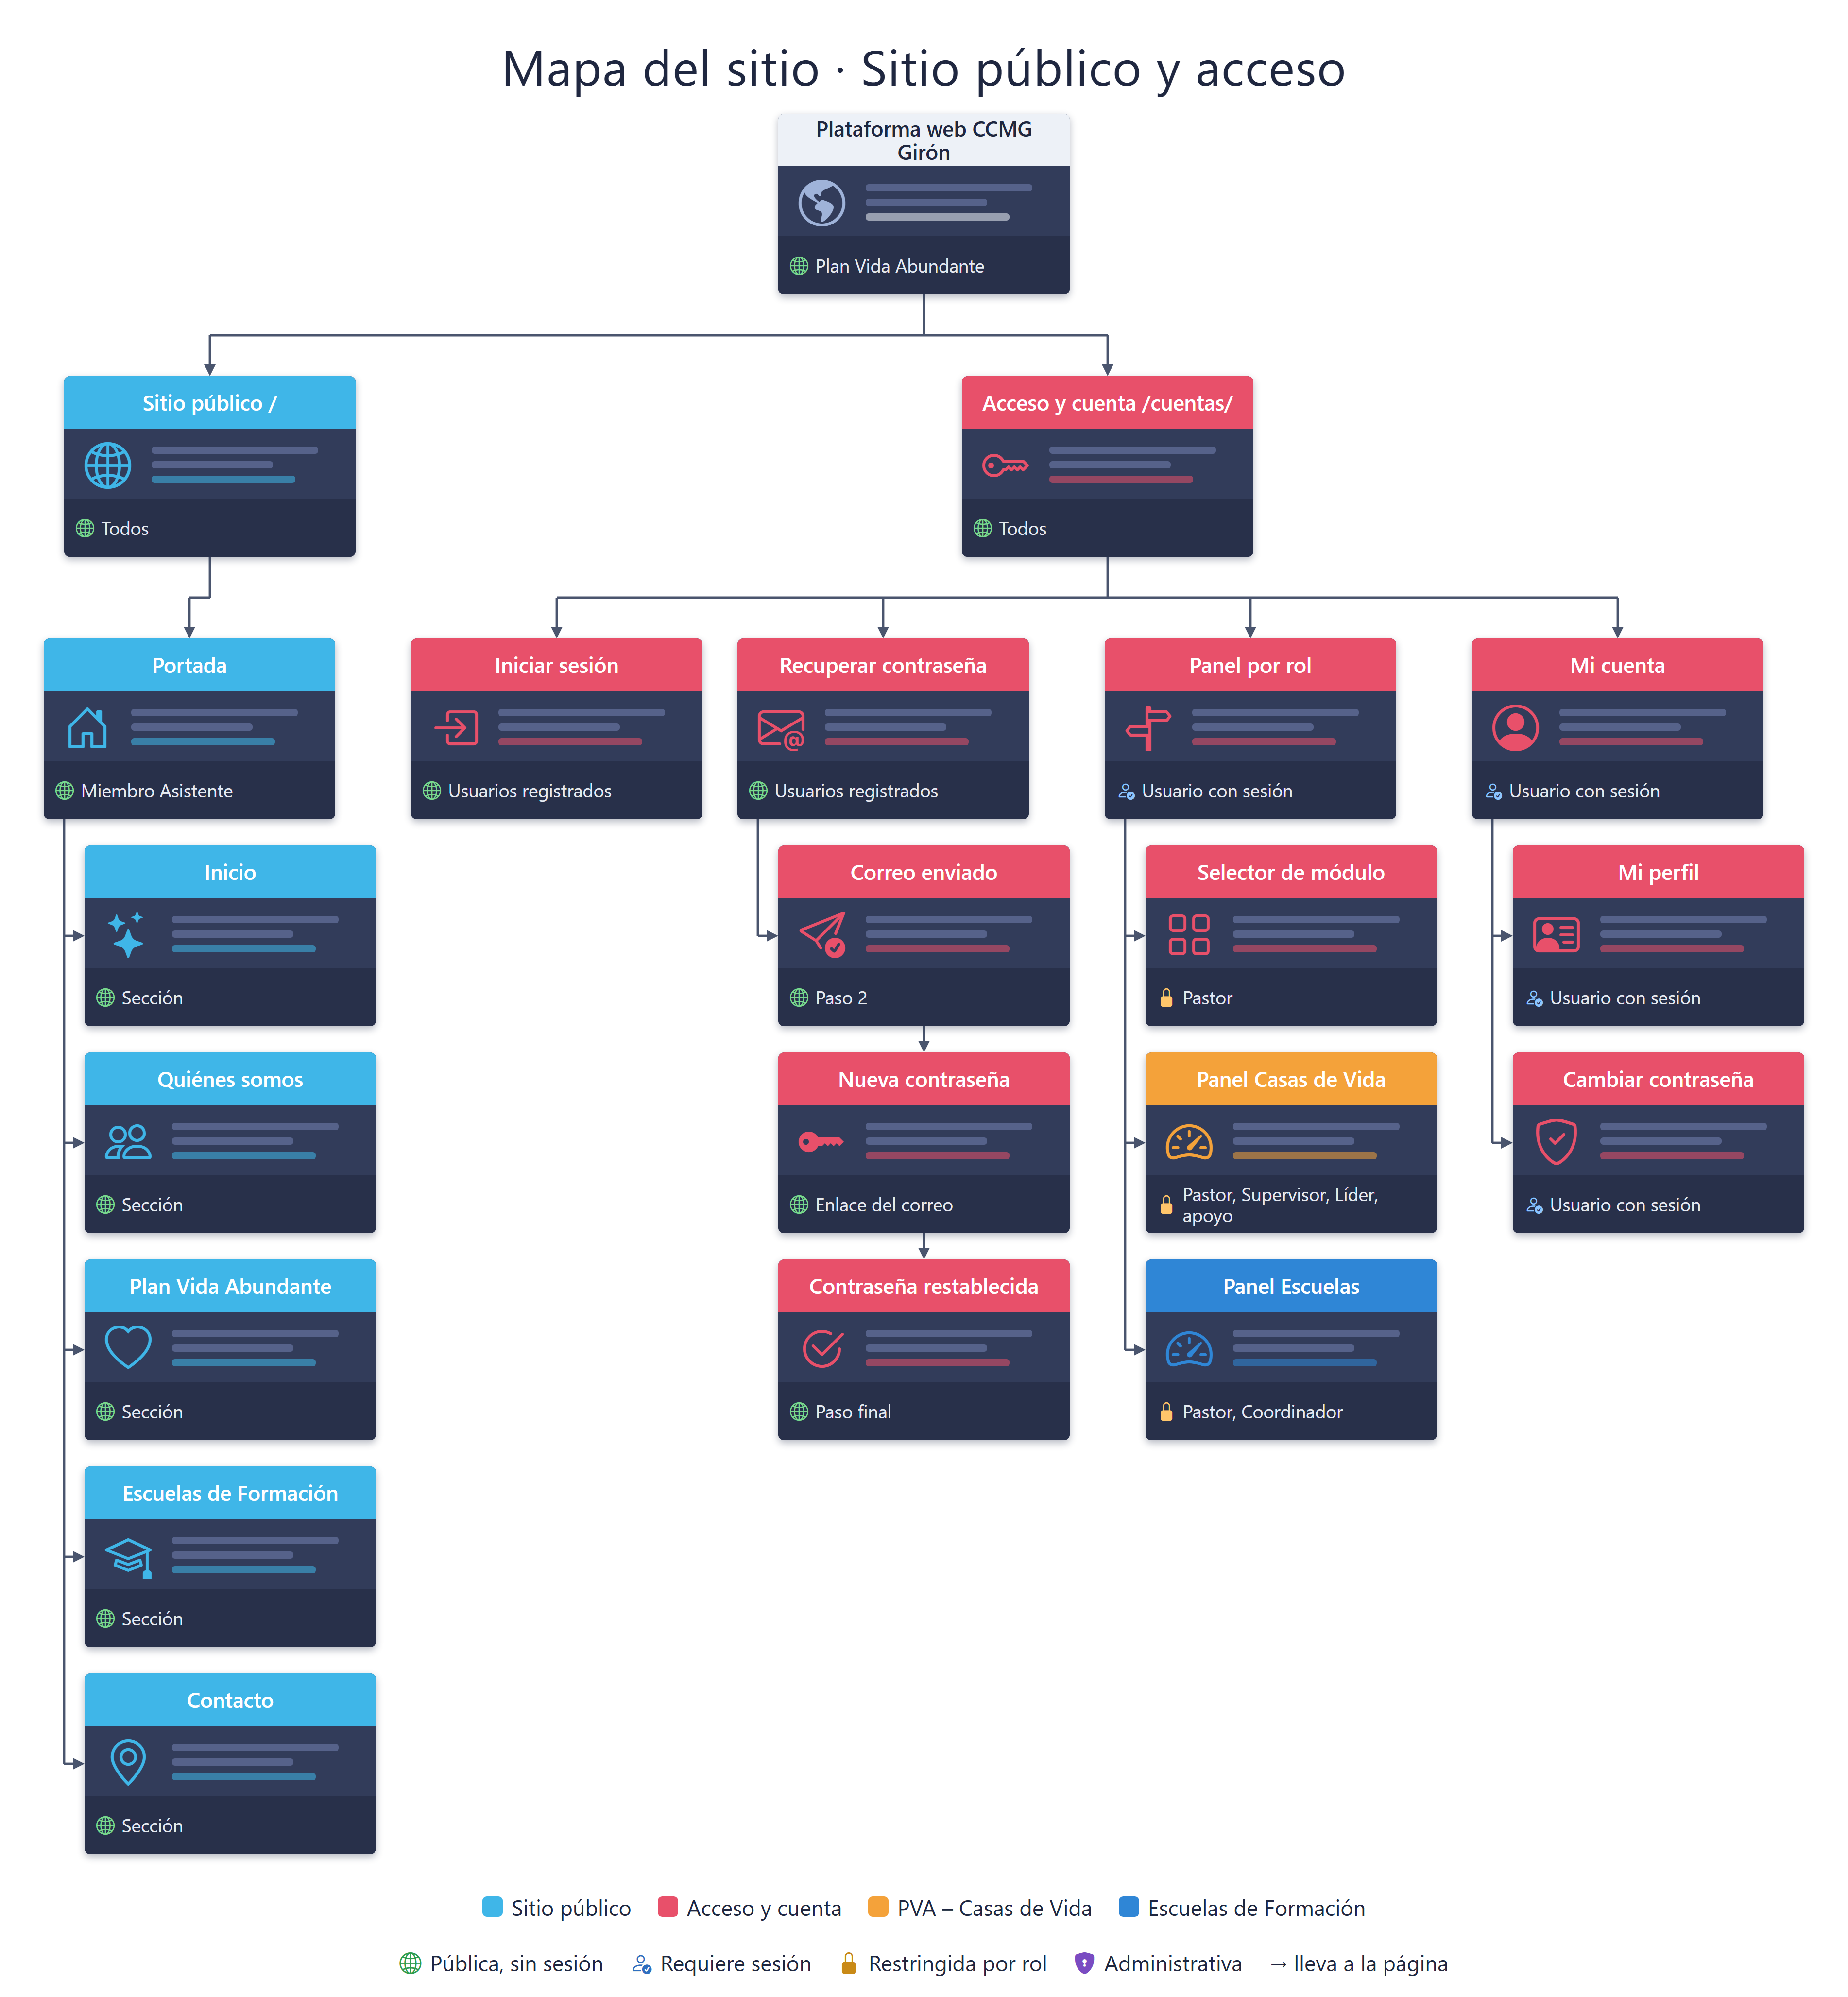 Mapa del sitio · Sitio público y acceso
Plataforma web CCMG
Girón
Plan Vida Abundante
Sitio público /
Todos
Acceso y cuenta /cuentas/
Todos
Portada
Miembro Asistente
Iniciar sesión
Usuarios registrados
Recuperar contraseña
Usuarios registrados
Panel por rol
Usuario con sesión
Mi cuenta
Usuario con sesión
Inicio
Sección
Correo enviado
Paso 2
Selector de módulo
Pastor
Mi perfil
Usuario con sesión
Quiénes somos
Sección
Nueva contraseña
Enlace del correo
Panel Casas de Vida
Pastor, Supervisor, Líder,
apoyo
Cambiar contraseña
Usuario con sesión
Plan Vida Abundante
Sección
Contraseña restablecida
Paso final
Panel Escuelas
Pastor, Coordinador
Escuelas de Formación
Sección
Contacto
Sección
Sitio público Acceso y cuenta PVA – Casas de Vida Escuelas de Formación
Pública, sin sesión Requiere sesión Restringida por rol Administrativa → lleva a la página